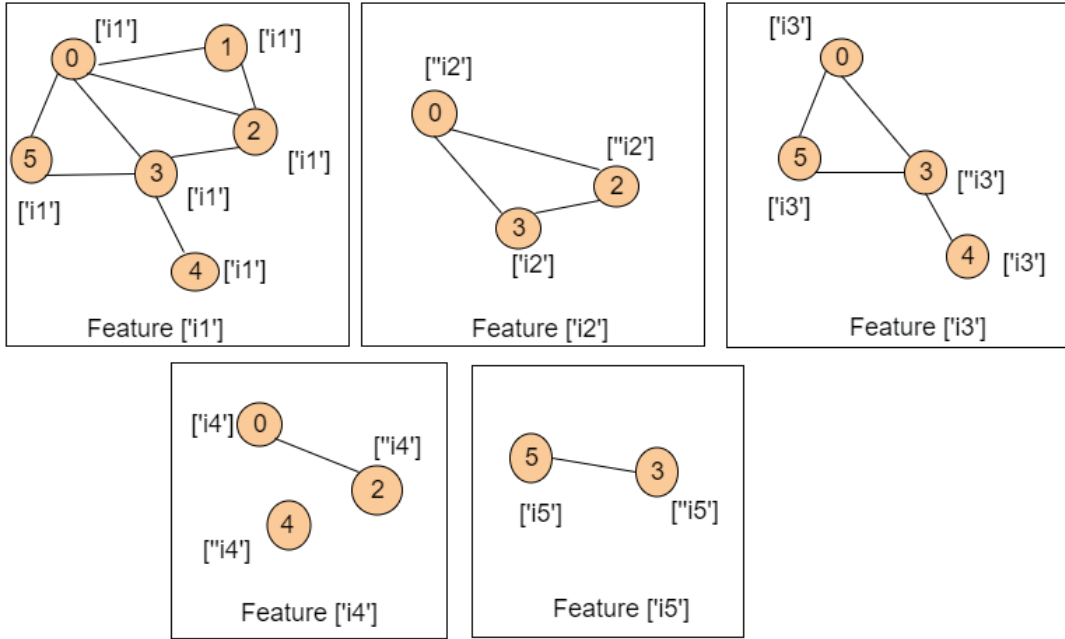 ['i1']
0
1
['i1']
2
['i1']
5
3
['i1']
['i1']
4
['i1']
Feature ['i1']
["i2']
0
["i2']
2
3
['i2']
Feature ['i2']
['i3']
0
5
3
["i3']
['i3']
4
['i3']
Feature ['i3']
['i4']
0
["i4']
2
4
["i4']
Feature ['i4']
5
3
['i5']
["i5']
Feature ['i5']